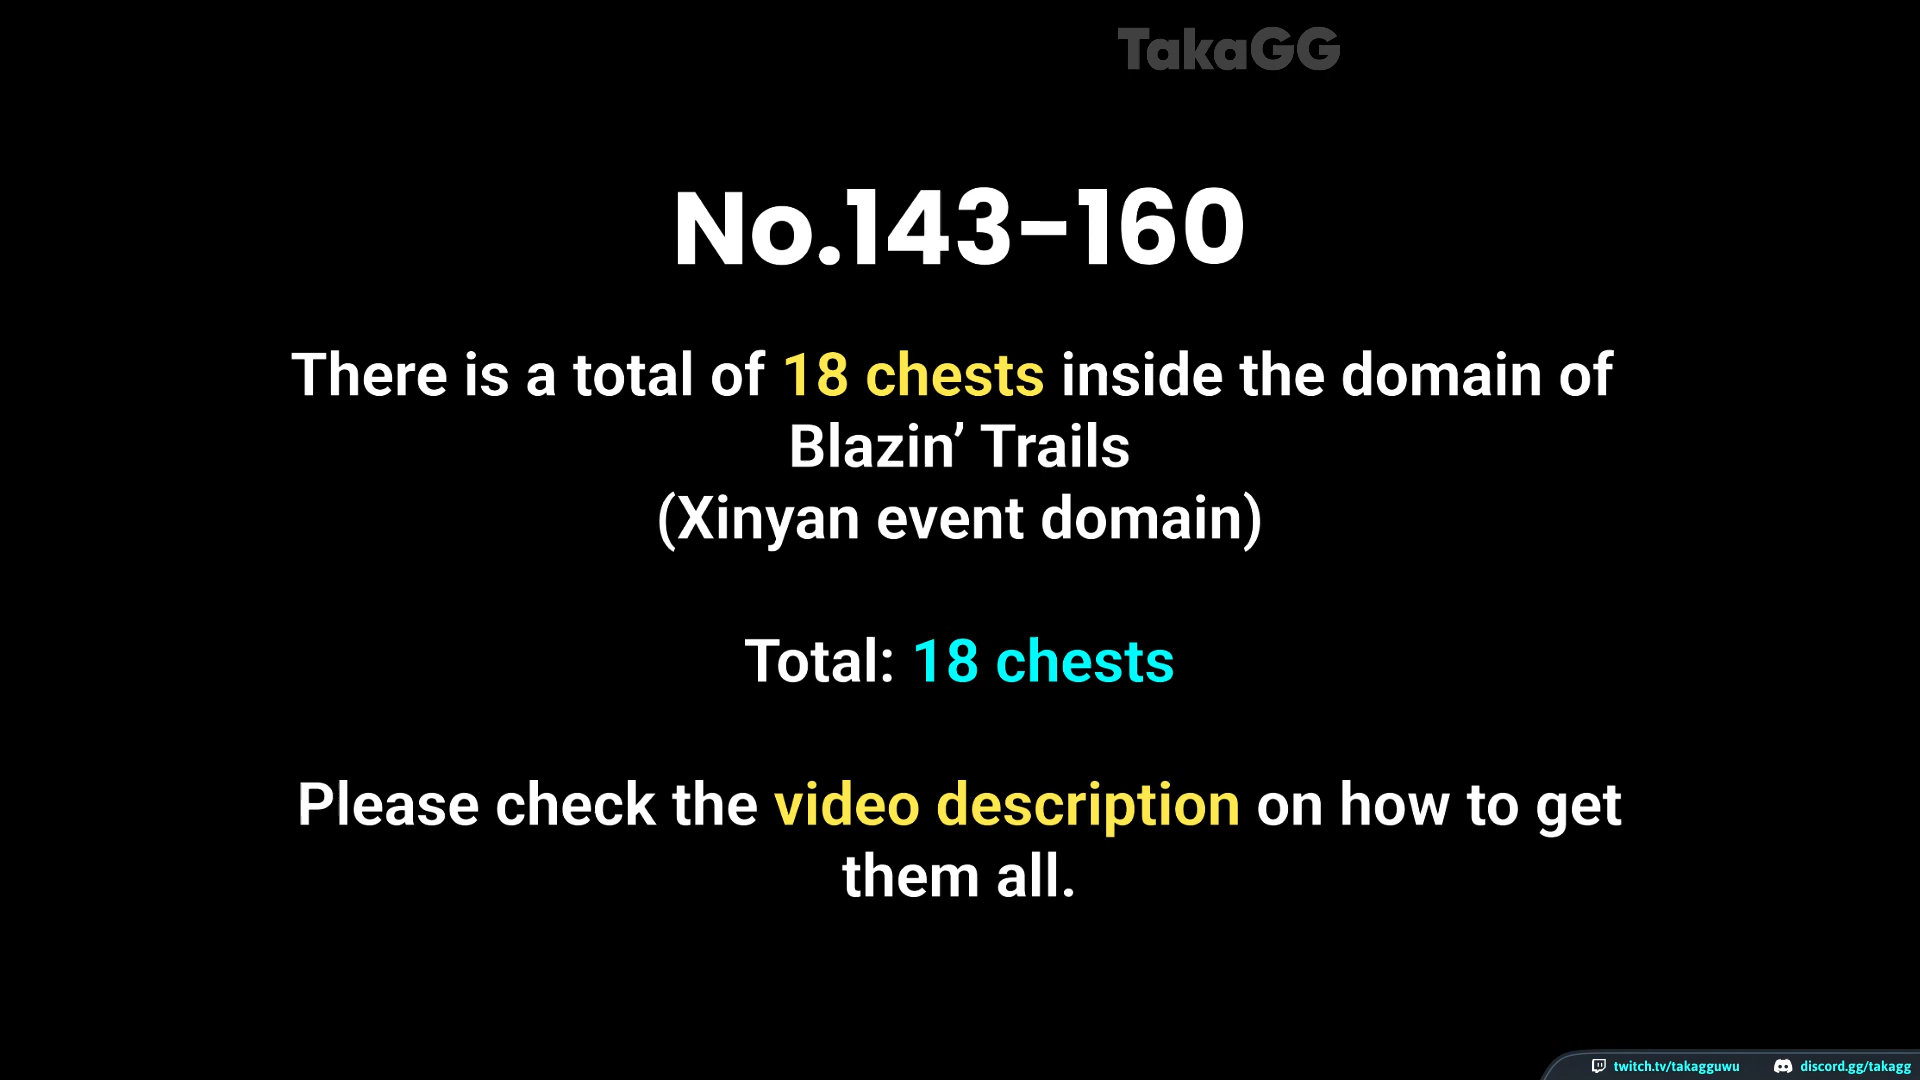 TakaGG
No.143-160
There is a total of 18 chests inside the domain of
Blazin’ Trails
(Xinyan event domain)
Total: 18 chests
Please check the video description on how to get
them all.
twitch.tv/takagguwu discord.gg/takagg